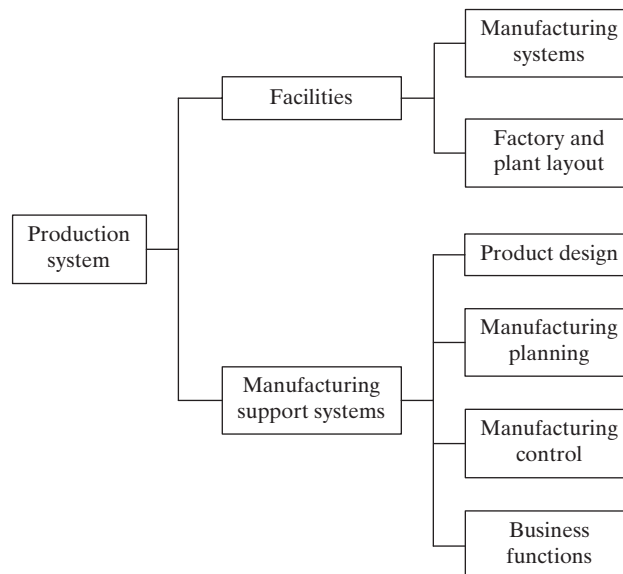 Manufacturing
systems
Facilities
Factory and
plant layout
Production
system
Product design
Manufacturing
planning
Manufacturing
support systems
Manufacturing
control
Business
functions